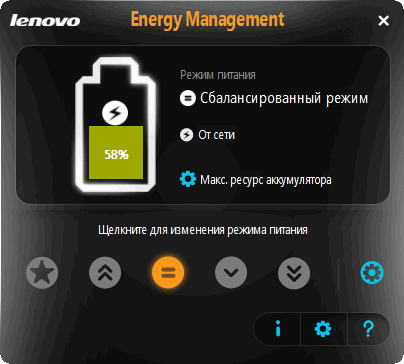 lenovo Energy Management
Режим питания
Сбалансированный режим
От сети
58%
Макс. ресурс аккумулятора
Щелкните для изменения режима питания